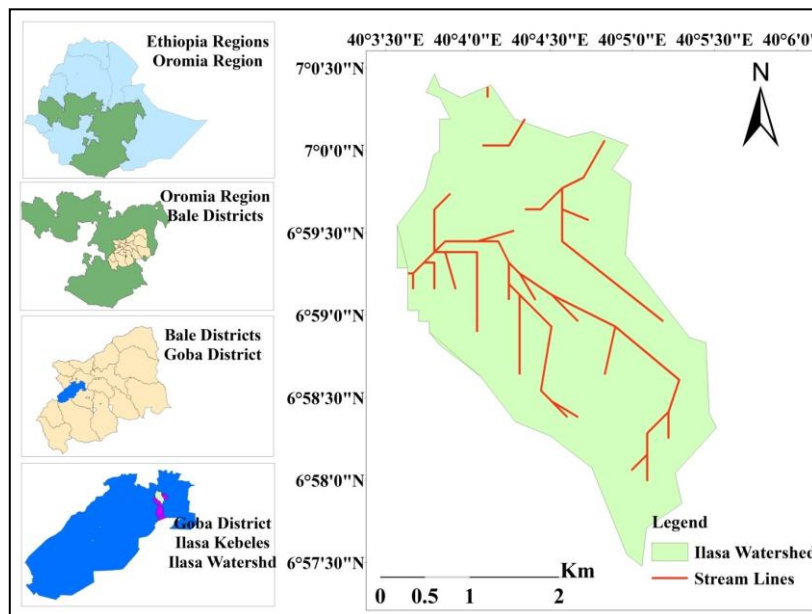 Ethiopia Regions
Oromia Region
Oromia Region
Bale Districts
Bale Districts
Goba District
Goba District
Ilasa Kebeles
Ilasa Watershd
40°3'30"E 40°4'0"E 40°4'30"E 40°5'0"E 40°5'30"E 40°6'0"E
7°0'30"N
7°0'0"N
6°59'30"N
6°59'0"N
6°58'30"N
6°58'0"N
6°57'30"N
N
Legend
Ilasa Watershed
Stream Lines
Km
0 0.5 1 2